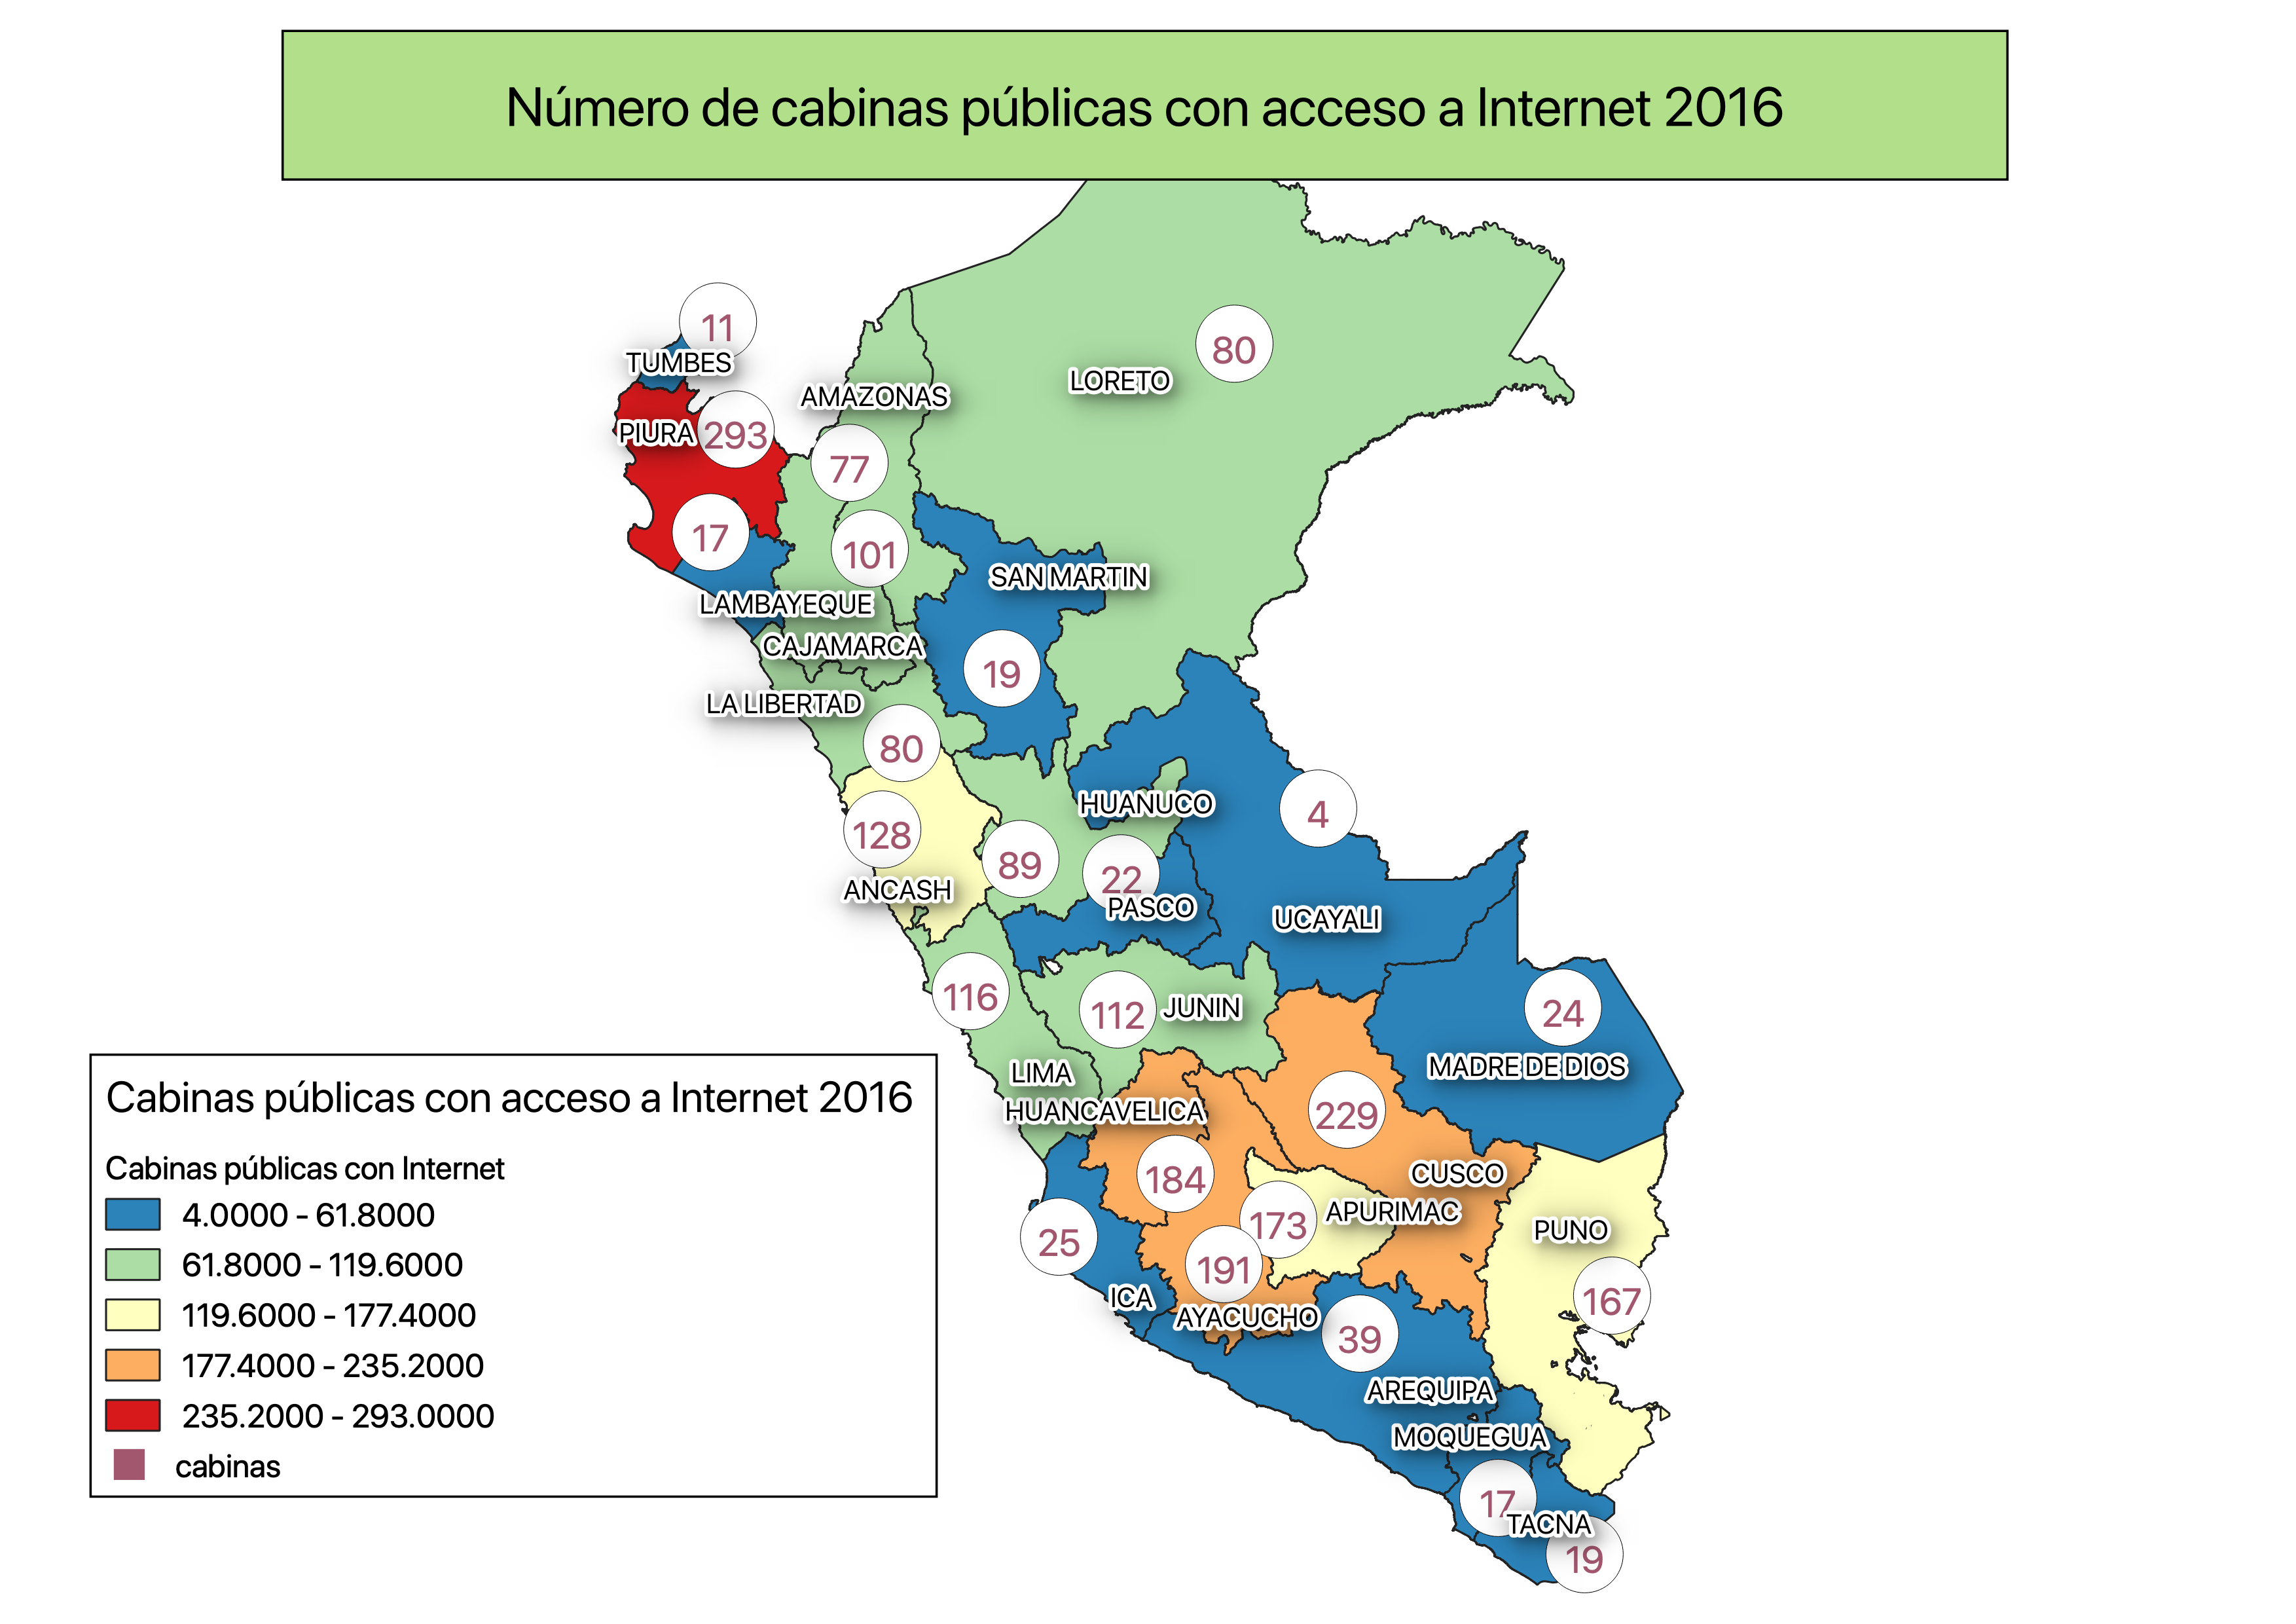 Número de cabinas públicas con acceso a Internet 2016
11
TUMBES
80
LORETO
AMAZONAS
PIURA
293
77
17
101
SAN MARTIN
LAMBAYEQUE
CAJAMARCA
19
LA LIBERTAD
80
HUANUCO
4
128
89
22
ANCASH
PASCO
UCAYALI
116
112
JUNIN
24
MADRE DE DIOS
LIMA
HUANCAVELICA
229
184
CUSCO
173
APURIMAC
PUNO
25
191
167
ICA
AYACUCHO
39
AREQUIPA
MOQUEGUA
17
TACNA
19
Cabinas públicas con acceso a Internet 2016
Cabinas públicas con Internet
4.0000 - 61.8000
61.8000 - 119.6000
119.6000 - 177.4000
177.4000 - 235.2000
235.2000 - 293.0000
cabinas